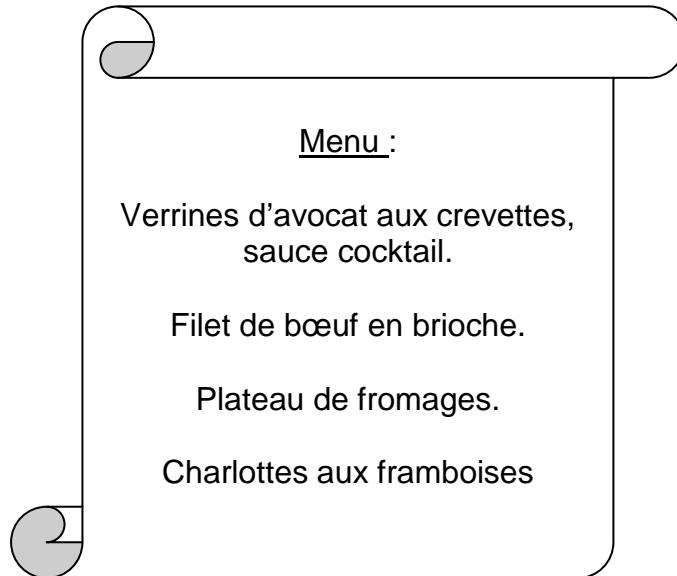 Menu :
Verrines d’avocat aux crevettes,
sauce cocktail.
Filet de bœuf en brioche.
Plateau de fromages.
Charlottes aux framboises